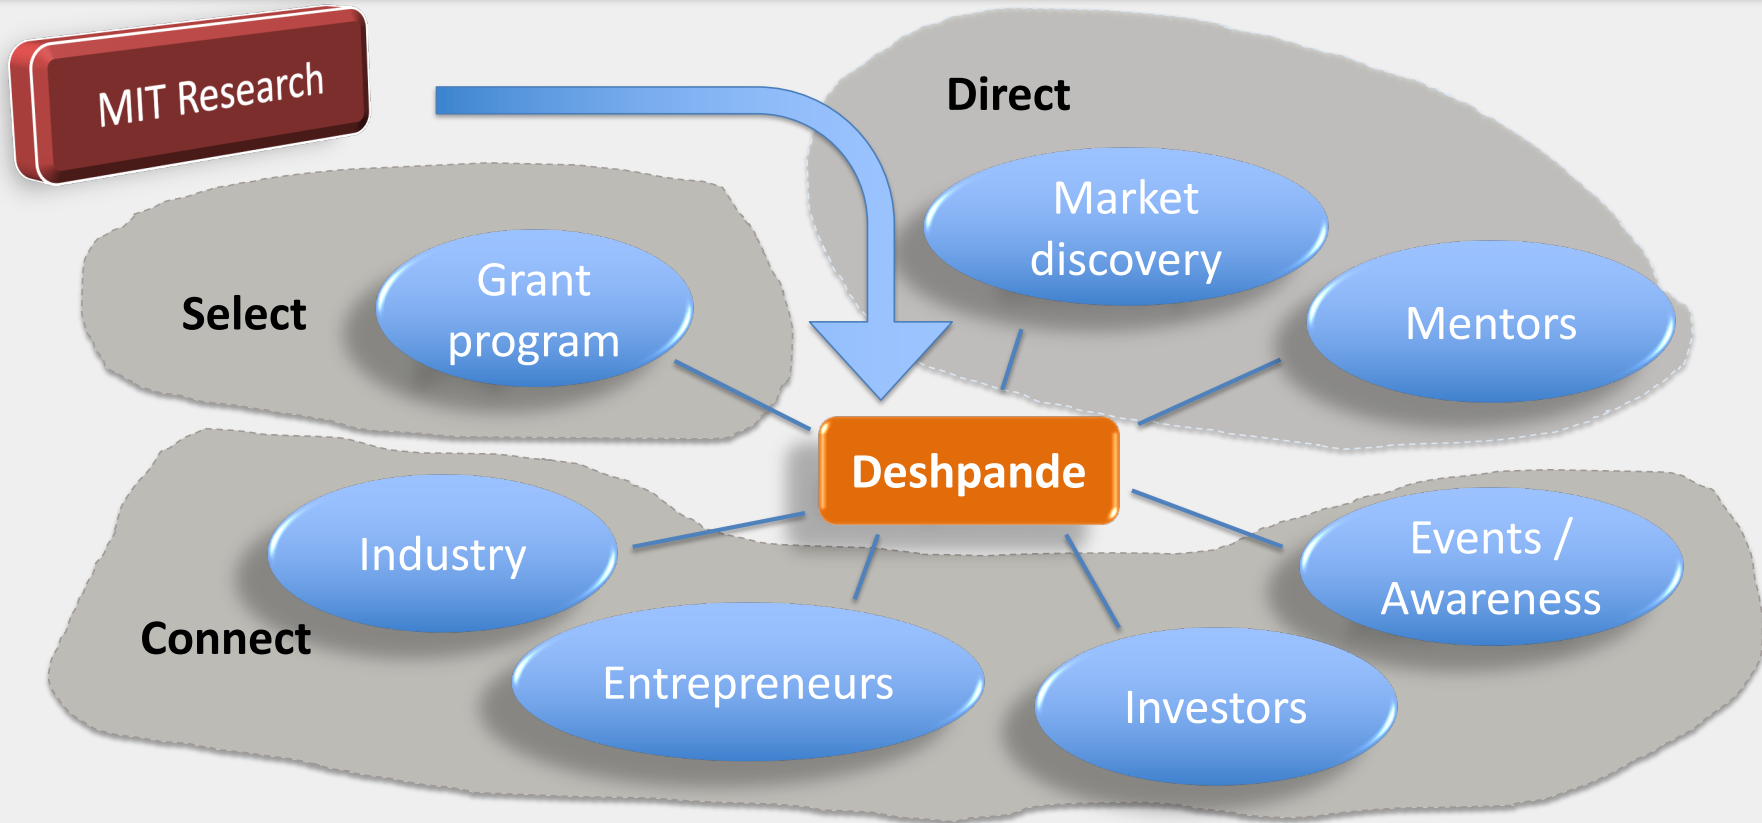 MIT Research
Direct
Market
discovery
Mentors
Select
Grant
program
Deshpande
Industry
Events /
Awareness
Connect
Entrepreneurs
Investors